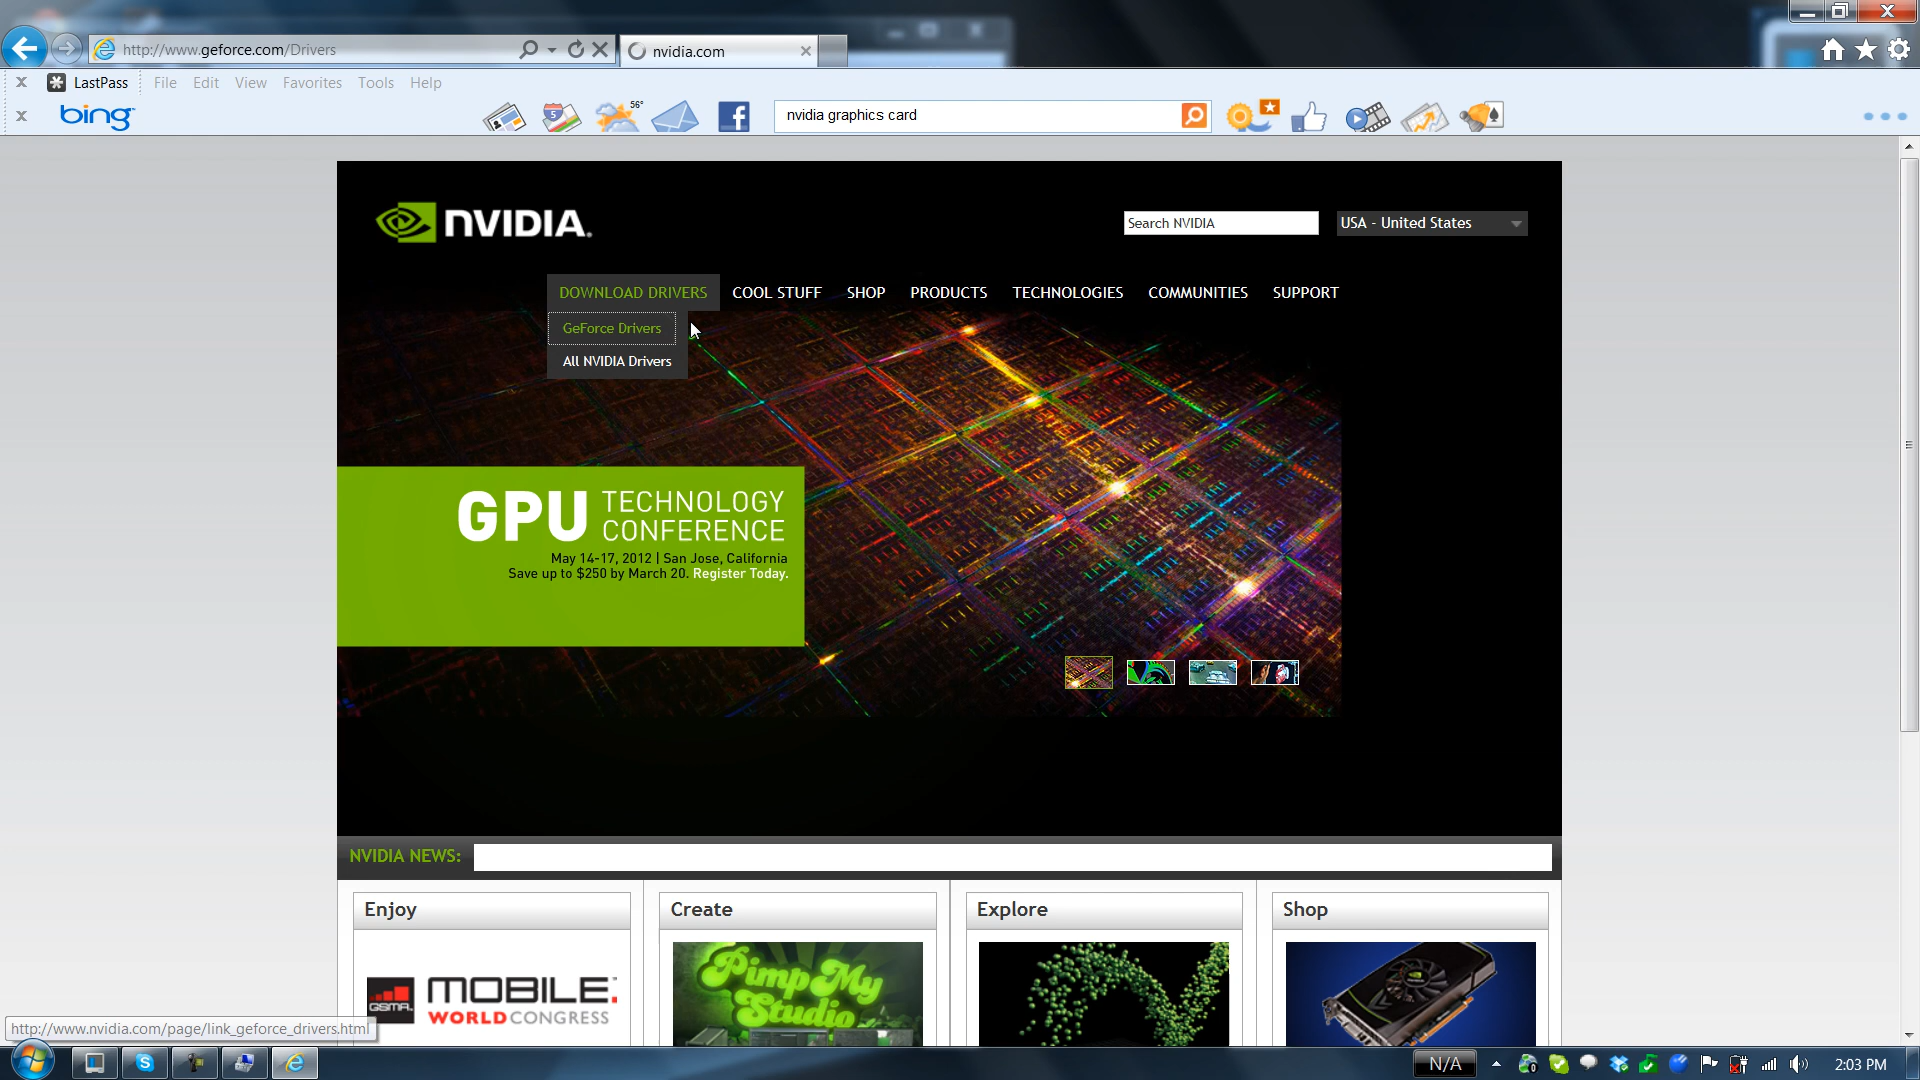 http://www.geforce.com/Drivers
nvidia.com
LastPass File Edit View Favorites Tools Help
bing
56°
nvidia graphics card
NVIDIA.
Search NVIDIA
USA - United States
DOWNLOAD DRIVERS COOL STUFF SHOP PRODUCTS TECHNOLOGIES COMMUNITIES SUPPORT
GeForce Drivers
All NVIDIA Drivers
GPU TECHNOLOGY
CONFERENCE
May 14-17, 2012 | San Jose, California
Save up to $250 by March 20. Register Today.
NVIDIA NEWS:
Enjoy Create Explore Shop
GSMA.
MOBILE
WORLD CONGRESS
Pimp My
Studio
http://www.nvidia.com/page/link_geforce_drivers.html
N/A
2:03 PM